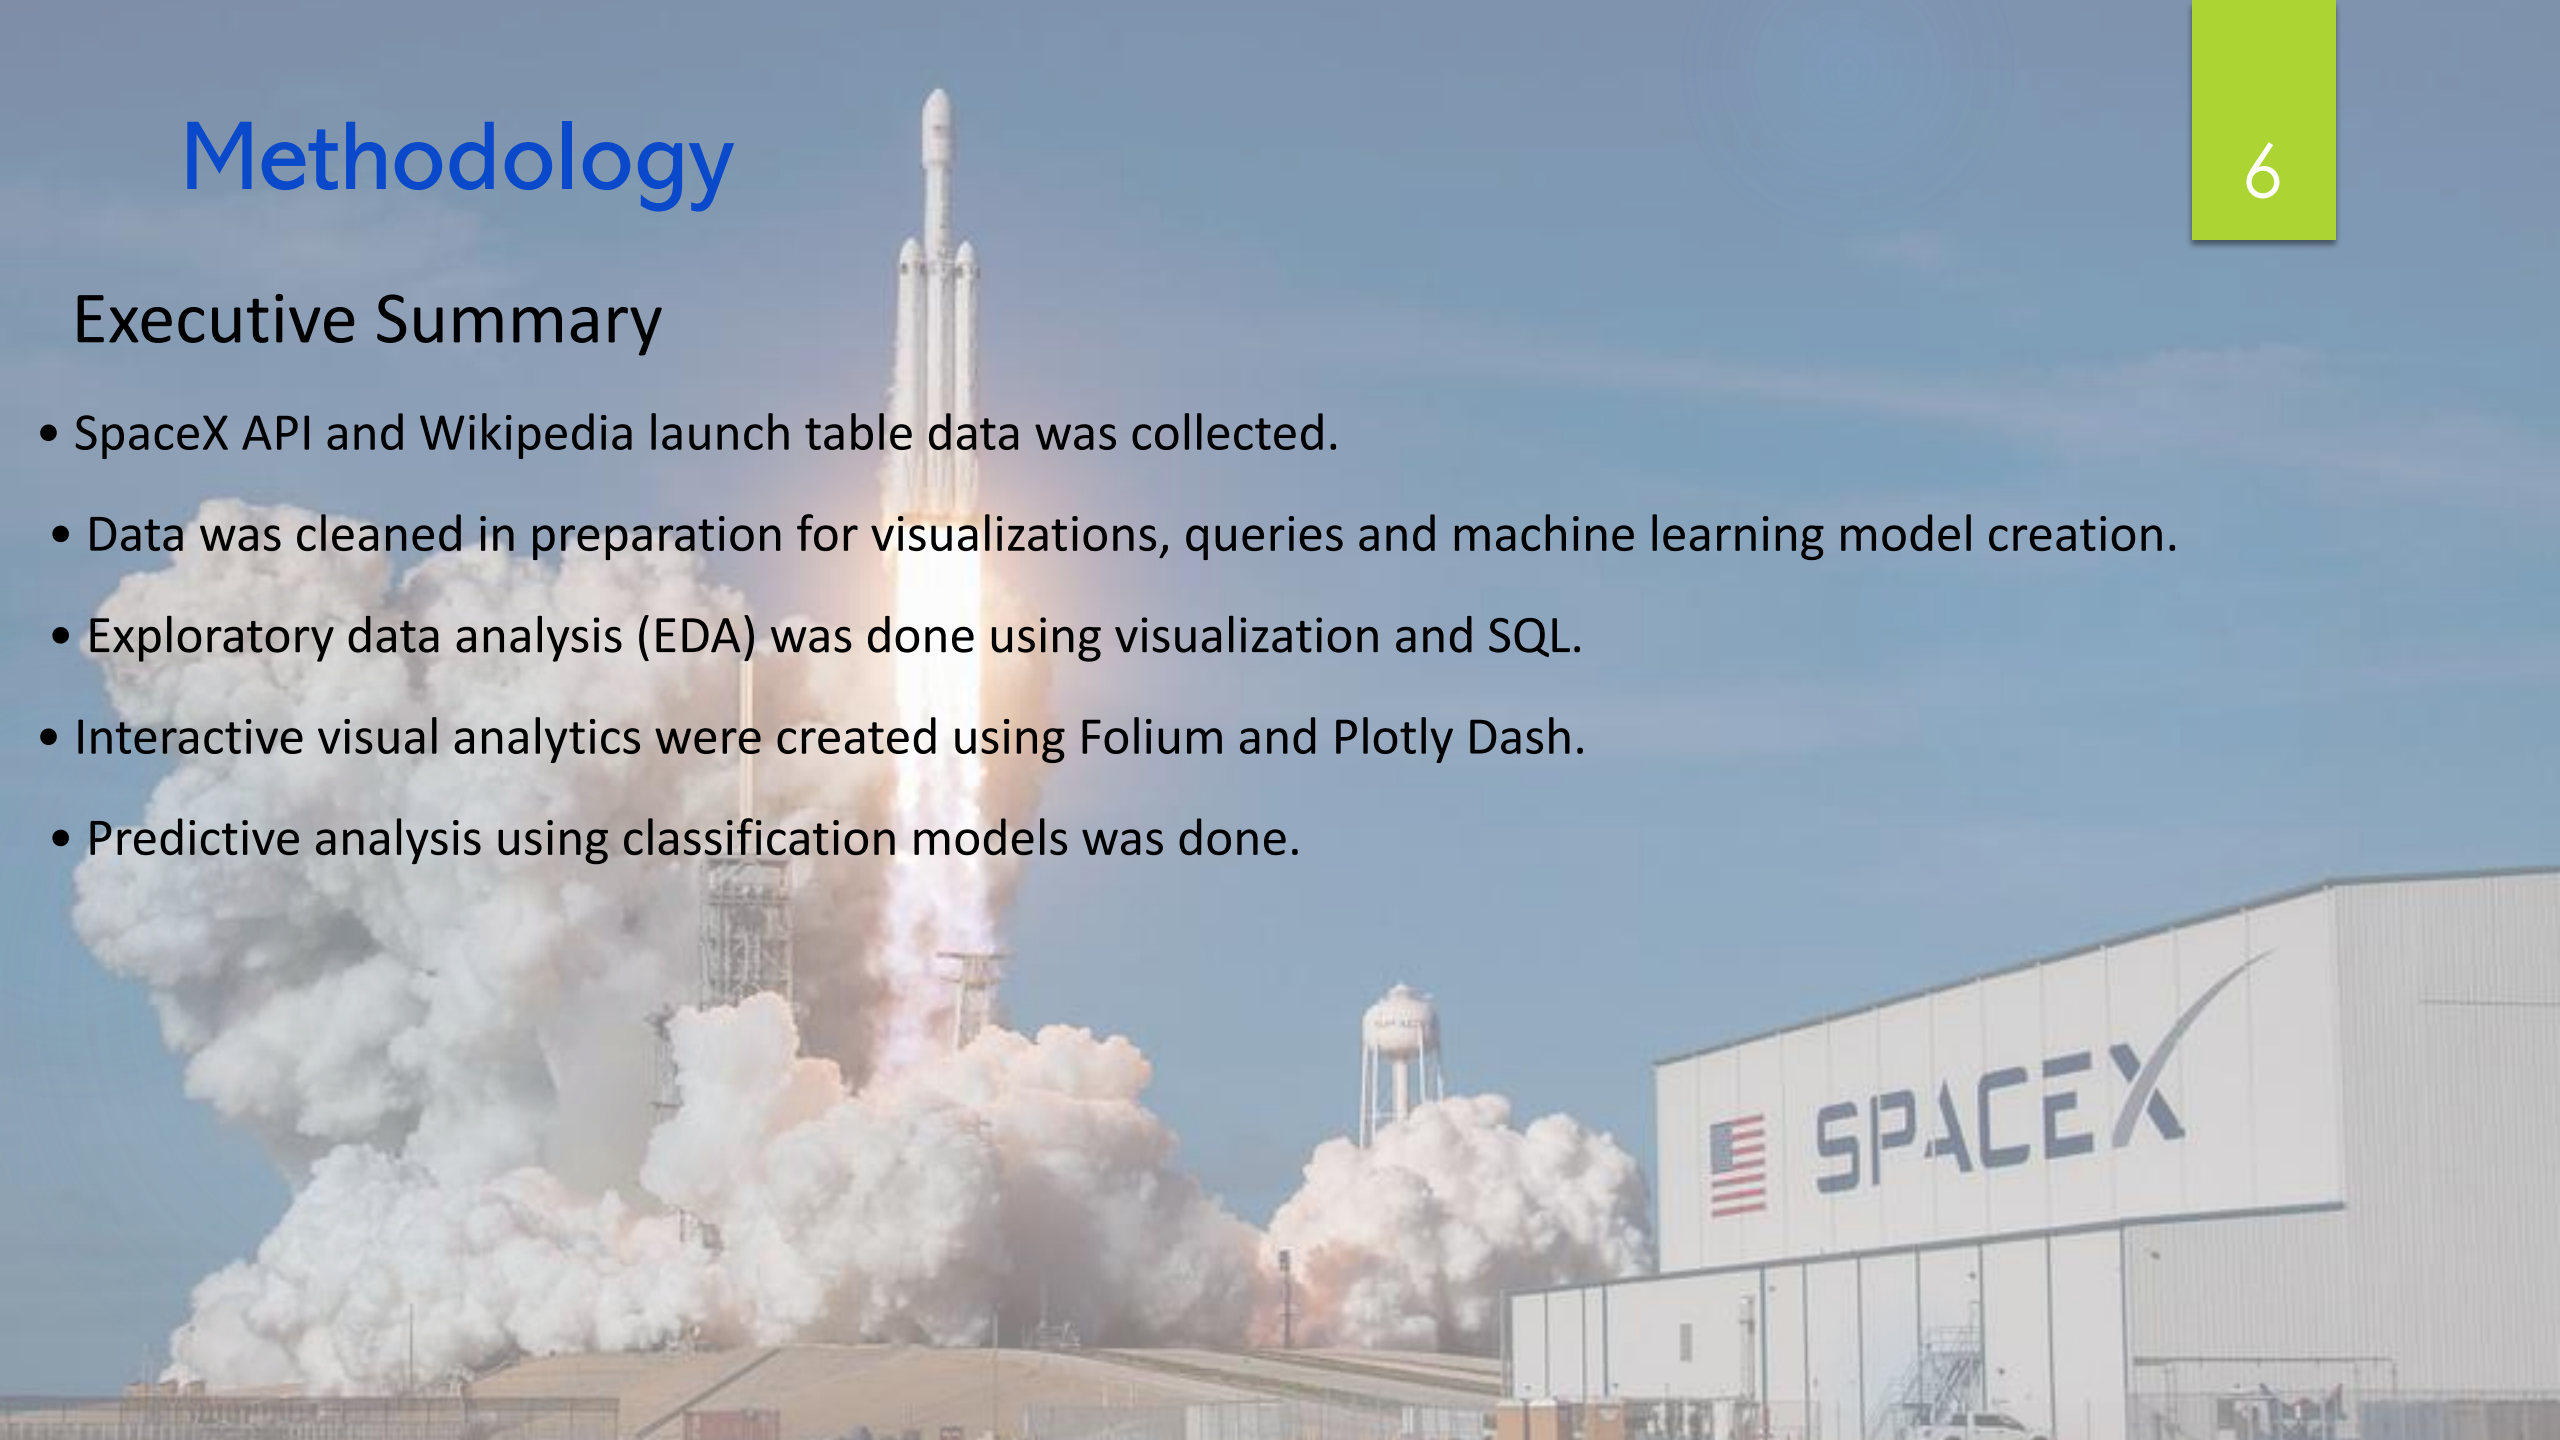 Methodology
6
Executive Summary
• SpaceX API and Wikipedia launch table data was collected.
• Data was cleaned in preparation for visualizations, queries and machine learning model creation.
• Exploratory data analysis (EDA) was done using visualization and SQL.
• Interactive visual analytics were created using Folium and Plotly Dash.
• Predictive analysis using classification models was done.
SPACEX